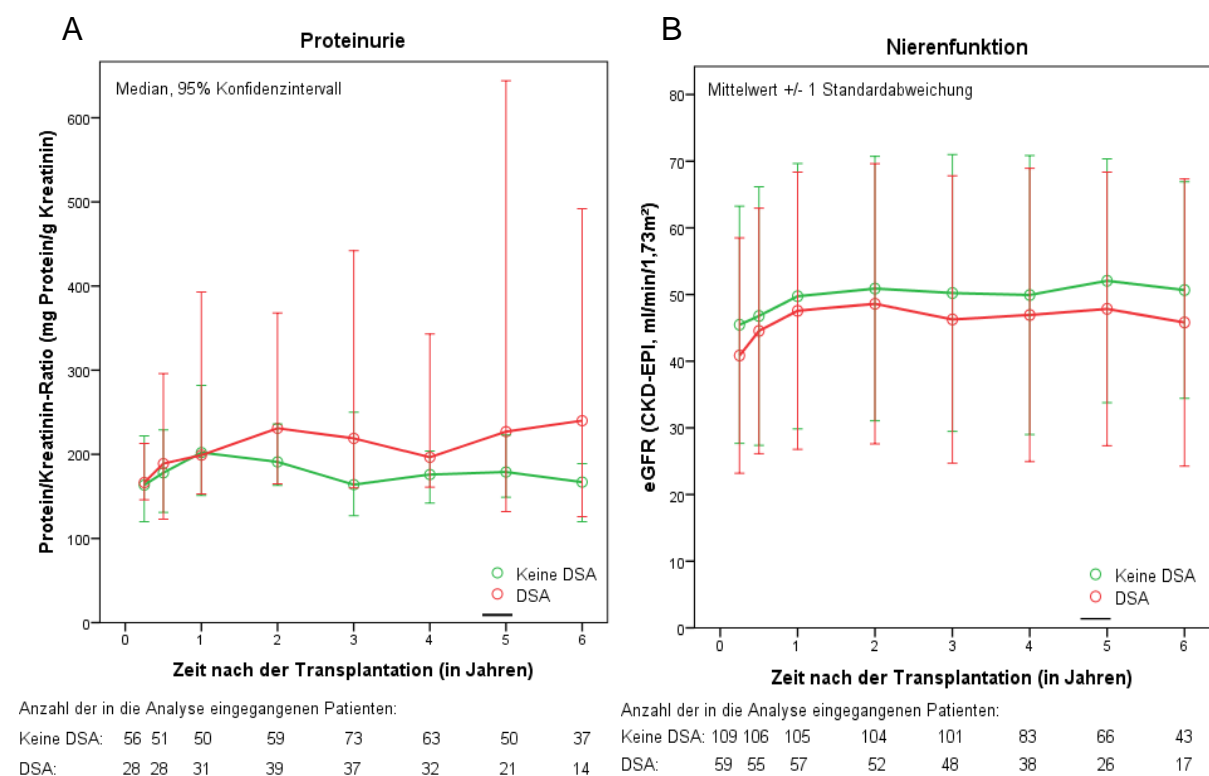 A
Proteinurie
Median, 95% Konfidenzintervall
Protein/Kreatinin-Ratio (mg Protein/g Kreatinin)
600
500
400
300
200
100
0
Keine DSA
DSA
0 1 2 3 4 5 6
Zeit nach der Transplantation (in Jahren)
Anzahl der in die Analyse eingegangenen Patienten:
Keine DSA: 56 51 50 59 73 63 50 37
DSA: 28 28 31 39 37 32 21 14
B
Nierenfunktion
Mittelwert +/- 1 Standardabweichung
eGFR (CKD-EPI, ml/min/1,73m²)
80
70
60
50
40
30
20
10
0
Keine DSA
DSA
0 1 2 3 4 5 6
Zeit nach der Transplantation (in Jahren)
Anzahl der in die Analyse eingegangenen Patienten:
Keine DSA: 109 106 105 104 101 83 66 43
DSA: 59 55 57 52 48 38 26 17